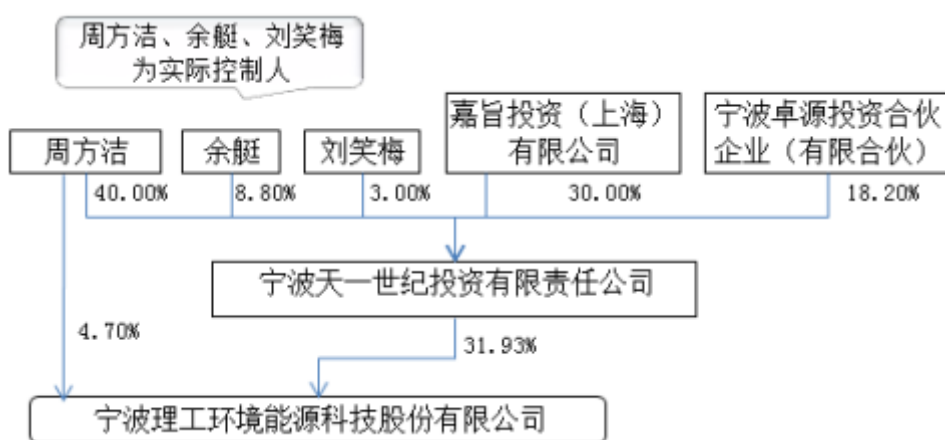 周方洁、余艇、刘笑梅
为实际控制人
周方洁
余艇
刘笑梅
嘉旨投资（上海）
有限公司
宁波卓源投资合伙
企业（有限合伙）
40.00%
8.80%
3.00%
30.00%
18.20%
宁波天一世纪投资有限责任公司
4.70%
31.93%
宁波理工环境能源科技股份有限公司